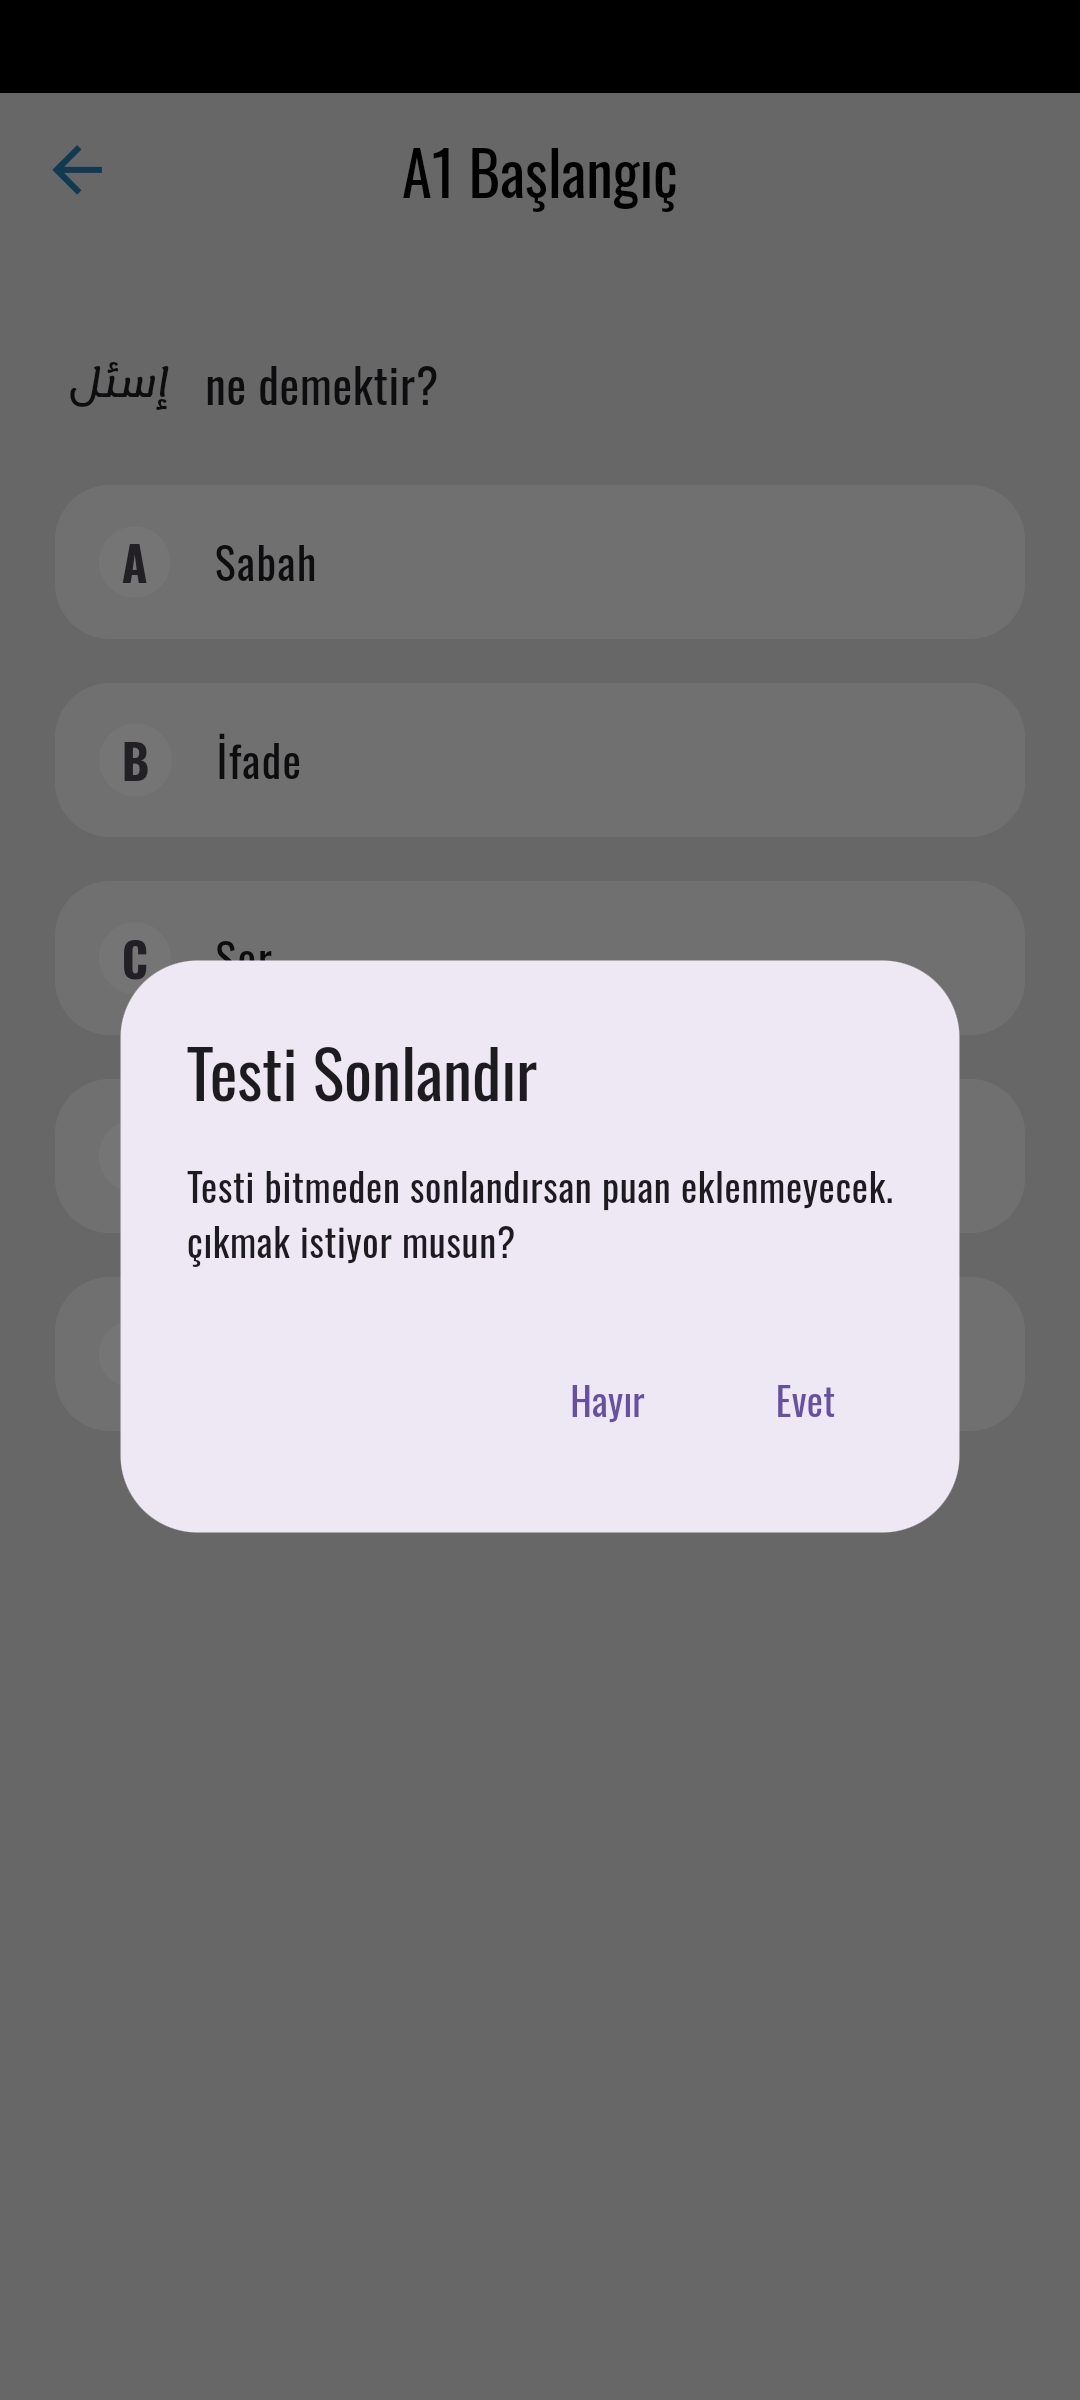 A1 Başlangıç
إسئل ne demektir?
A Sabah
B İfade
C Sor
Testi Sonlandır
Testi bitmeden sonlandırsan puan eklenmeyecek.
çıkmak istiyor musun?
Hayır Evet